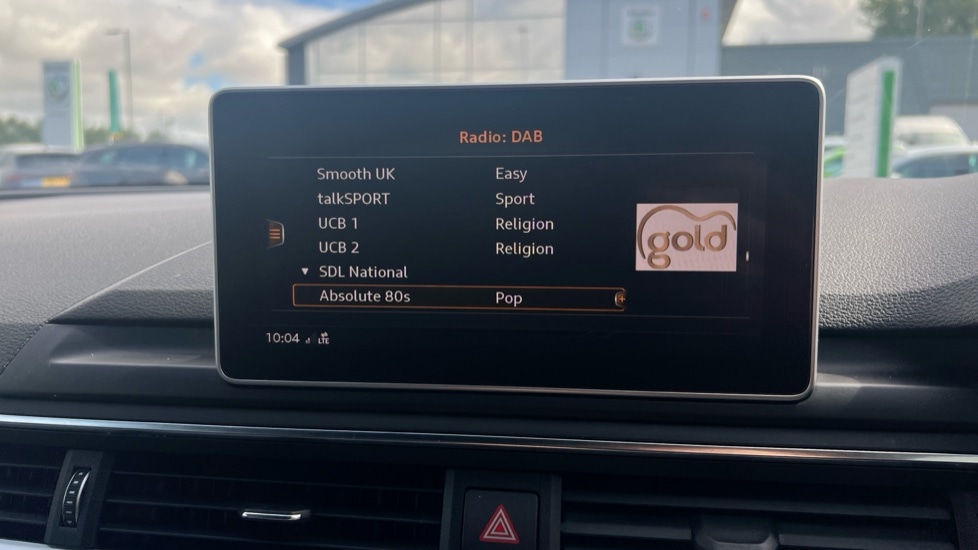 Radio: DAB
Smooth UK Easy
talkSPORT Sport
UCB 1 Religion
UCB 2 Religion
SDL National
Absolute 80s Pop
gold
10:04 LTE